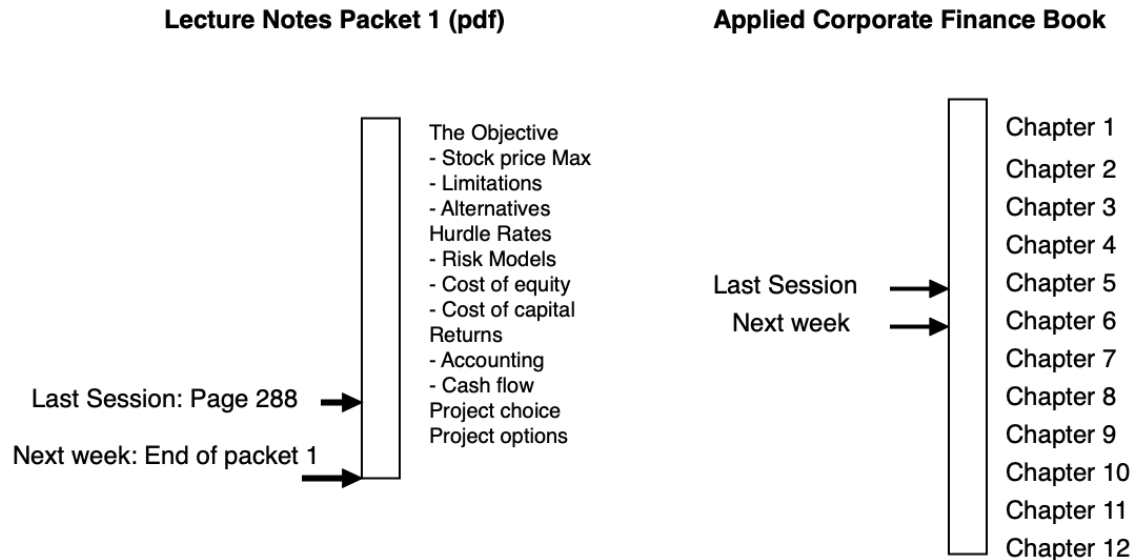 Lecture Notes Packet 1 (pdf)
The Objective
- Stock price Max
- Limitations
- Alternatives
Hurdle Rates
- Risk Models
- Cost of equity
- Cost of capital
Returns
- Accounting
- Cash flow
Project choice
Project options
Last Session: Page 288
Next week: End of packet 1
Applied Corporate Finance Book
Chapter 1
Chapter 2
Chapter 3
Chapter 4
Chapter 5
Chapter 6
Chapter 7
Chapter 8
Chapter 9
Chapter 10
Chapter 11
Chapter 12
Last Session
Next week